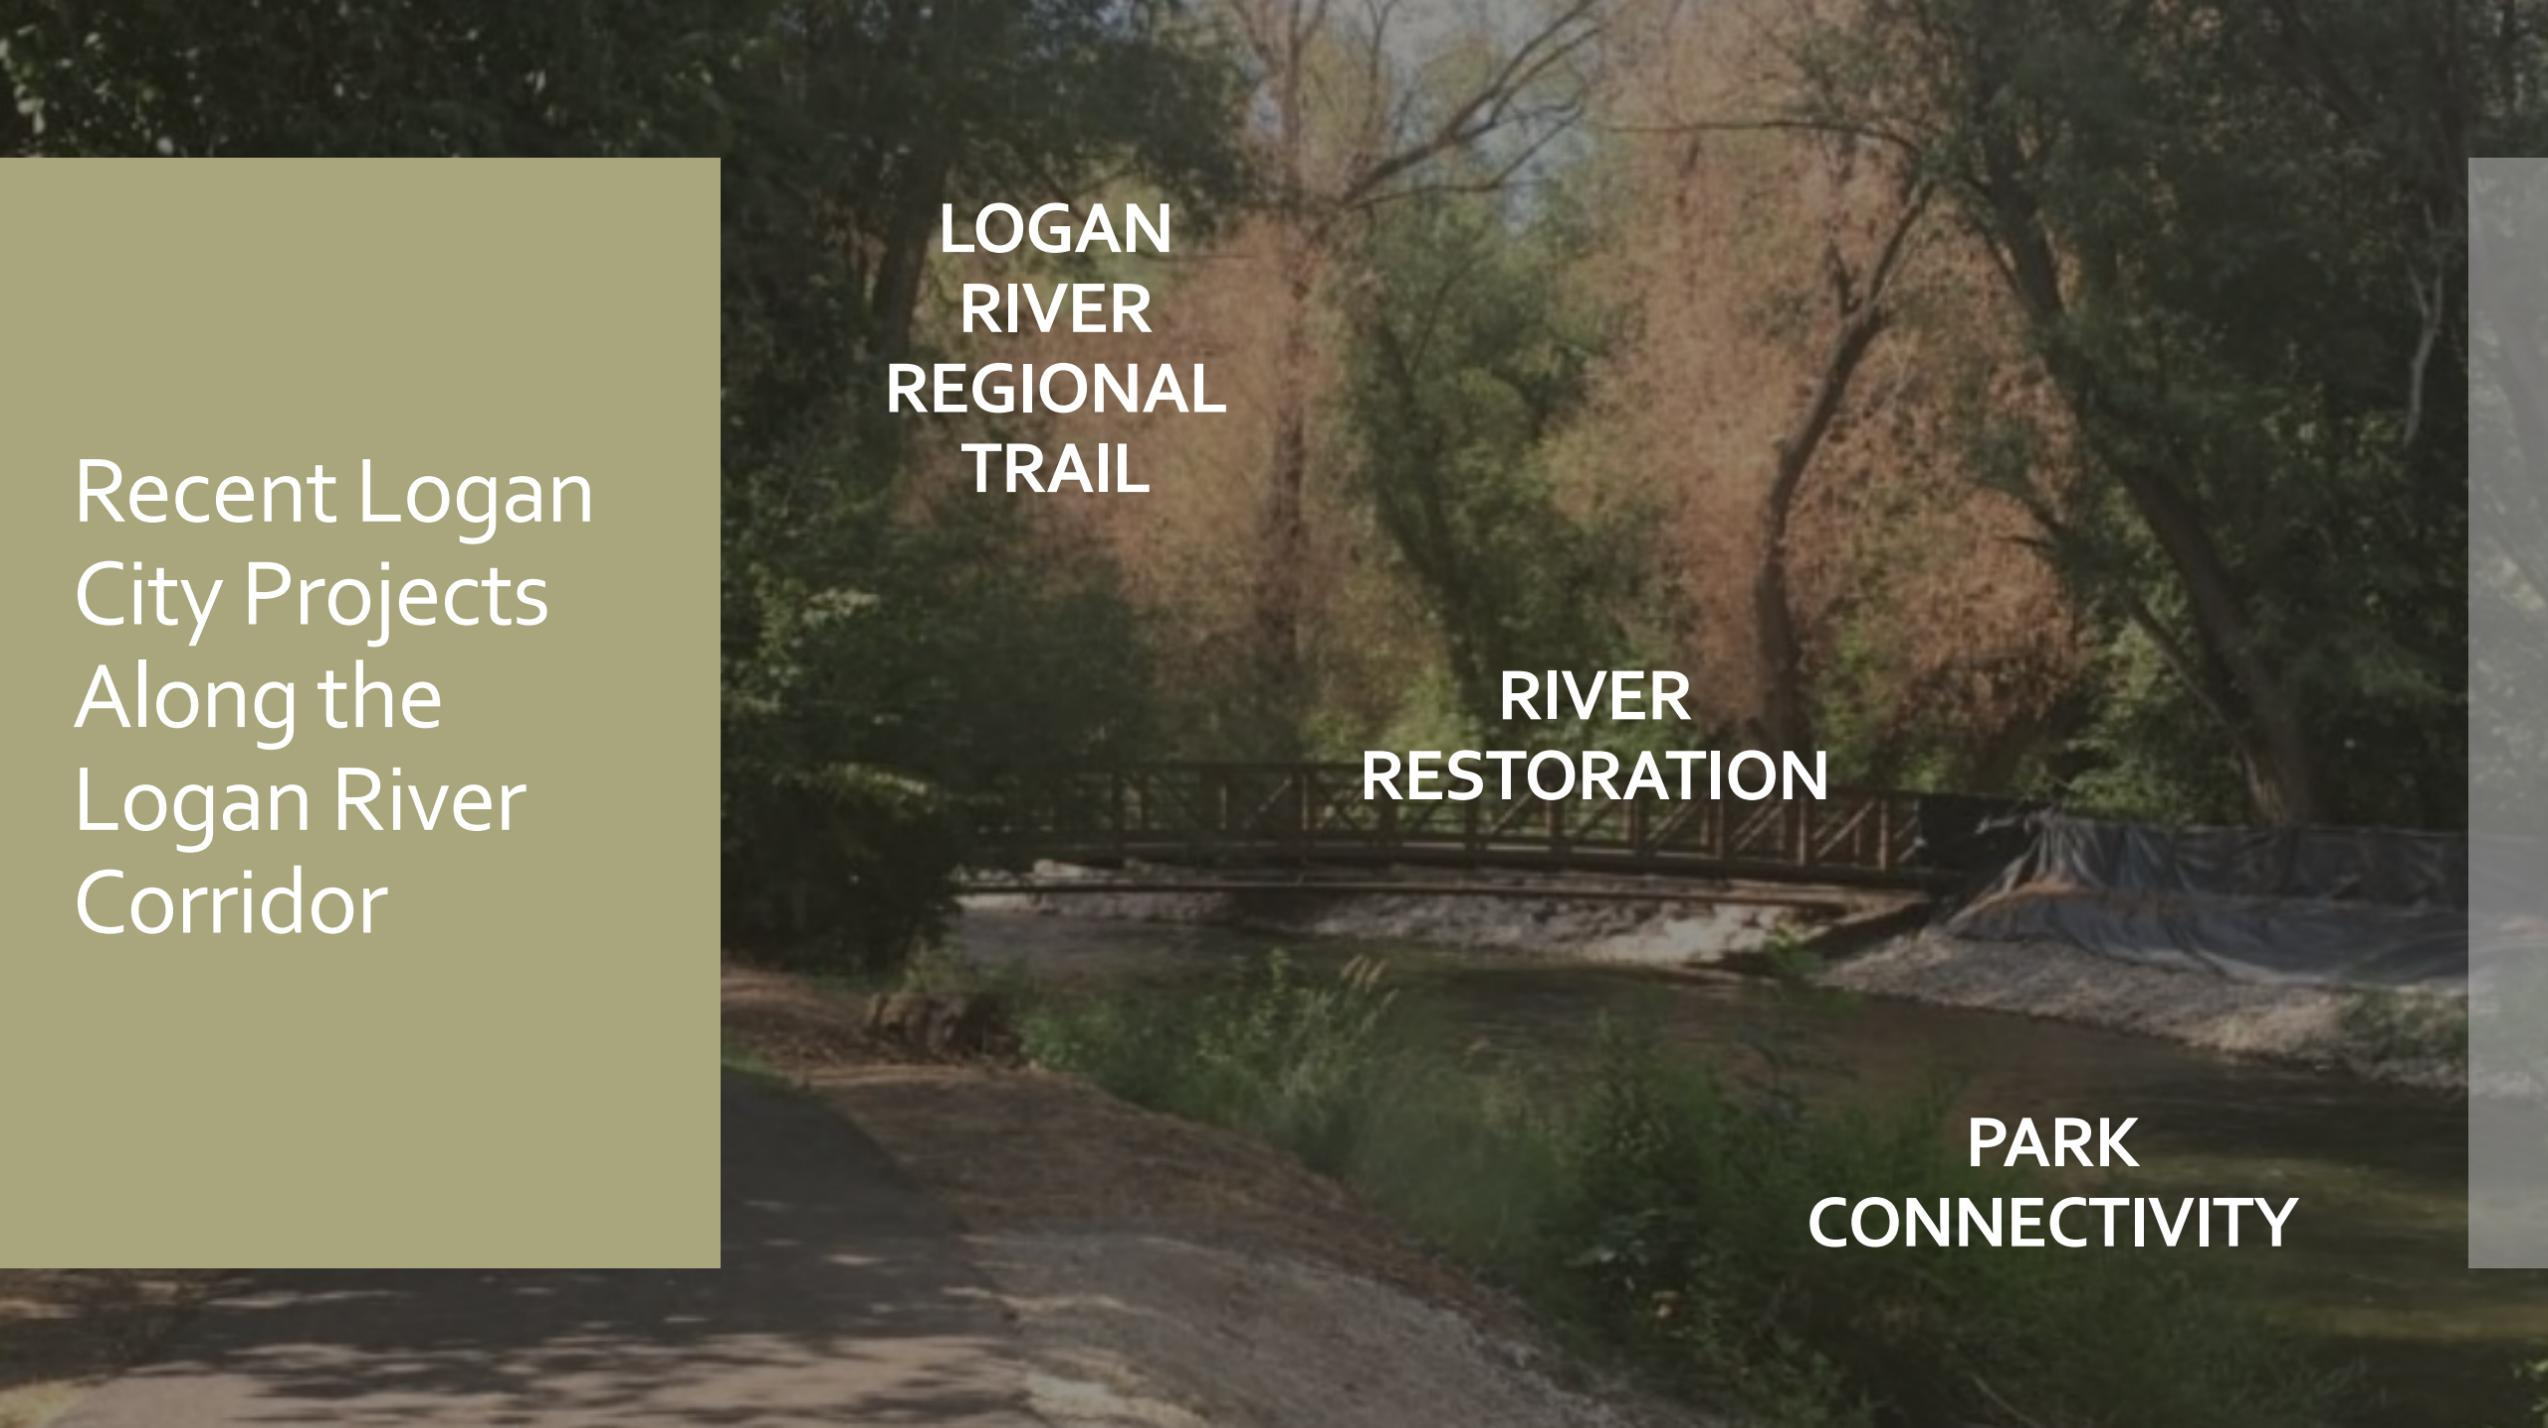 Recent Logan
City Projects
Along the
Logan River
Corridor
LOGAN
RIVER
REGIONAL
TRAIL
RIVER
RESTORATION
PARK
CONNECTIVITY